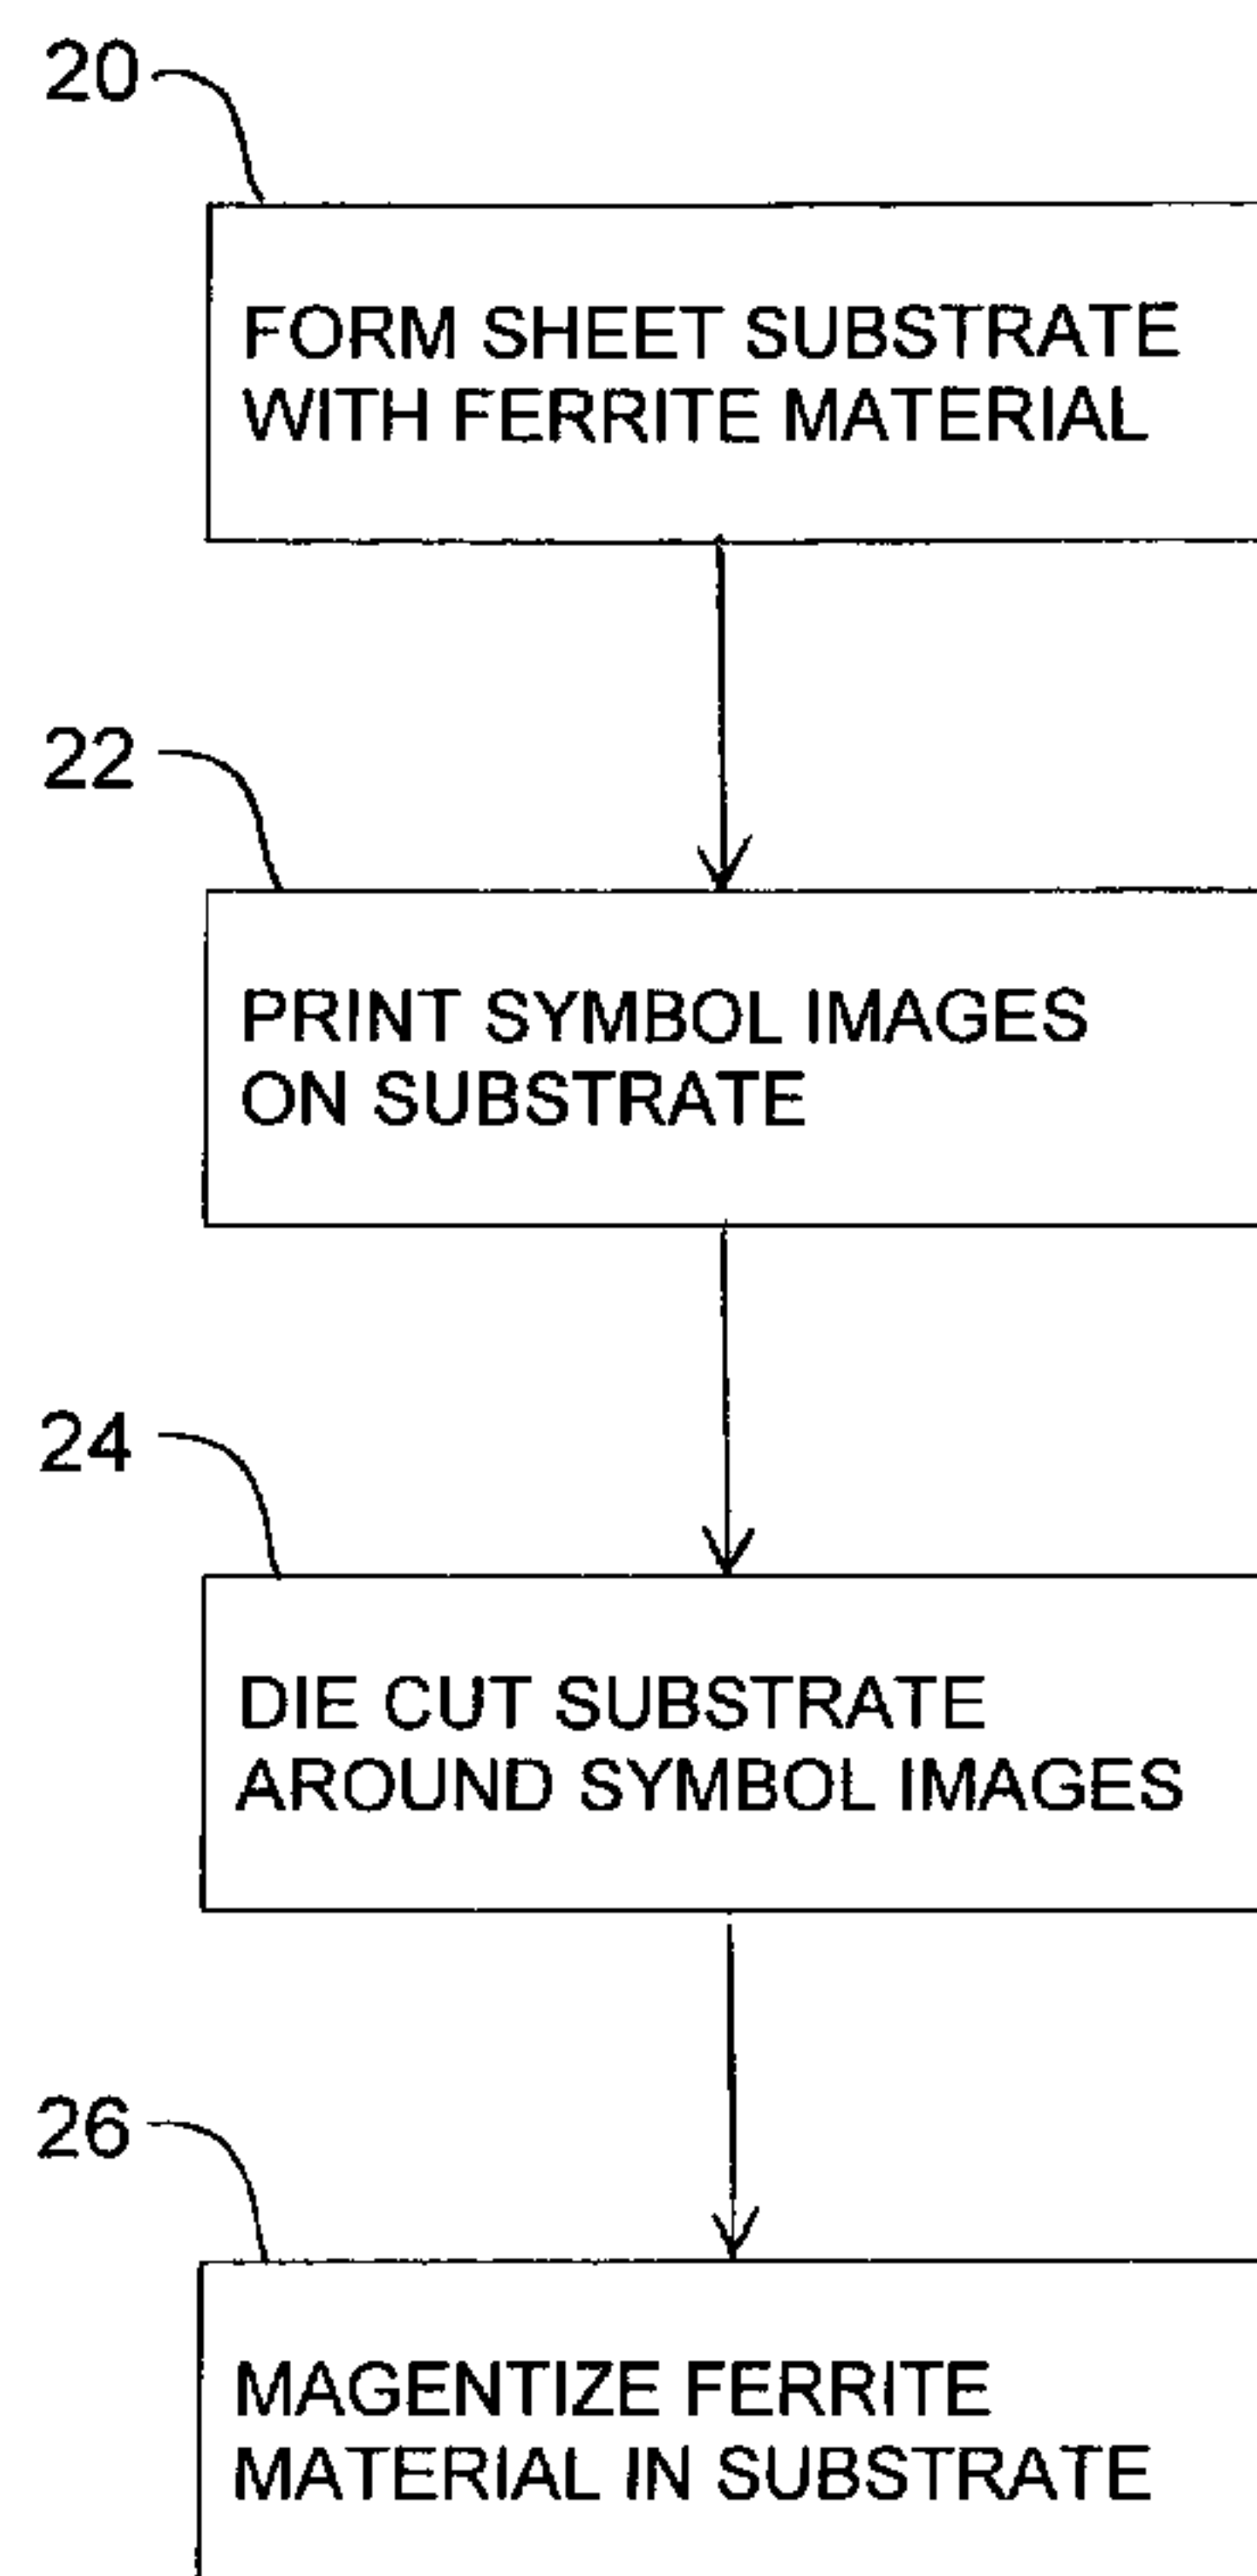 20
FORM SHEET SUBSTRATE
WITH FERRITE MATERIAL
22
PRINT SYMBOL IMAGES
ON SUBSTRATE
24
DIE CUT SUBSTRATE
AROUND SYMBOL IMAGES
26
MAGENTIZE FERRITE
MATERIAL IN SUBSTRATE